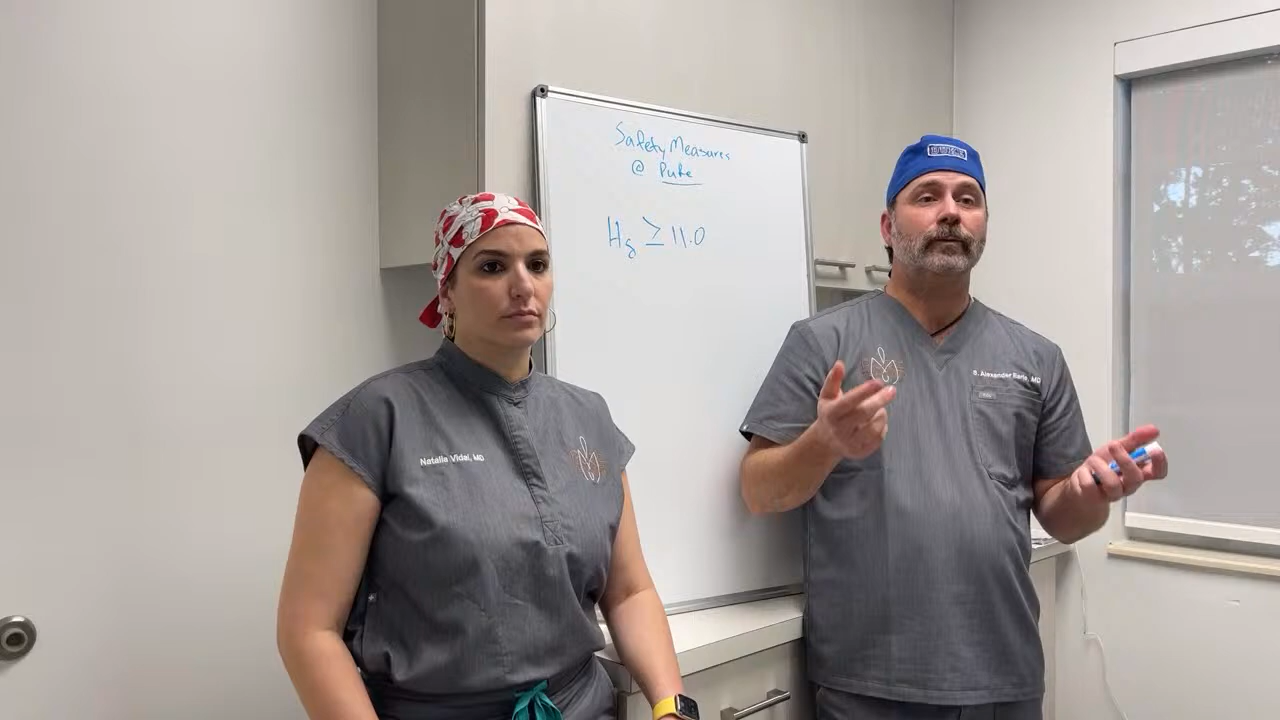 Safety Measures
@ Pure
Hg ≥ 11.0
Natalia Vidal, MD
S. Alexander Earle, MD